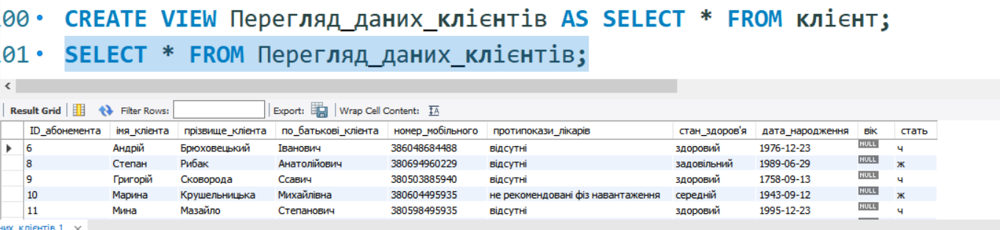 00 CREATE VIEW Перегляд_даних_клієнтів AS SELECT * FROM клієнт;
01 SELECT * FROM Перегляд_даних_клієнтів;
Result Grid Filter Rows: Export: Wrap Cell Content:
ID_абонемента імя_клієнта прізвище_клієнта по_батькові_клієнта номер_мобільного протипокази_лікарів стан_здоров'я дата_народження вік стать
6 Андрій Брюховецький Іванович 386048684488 відсутні здоровий 1976-12-23 NULL ч
8 Степан Рибак Анатолійович 380694960229 відсутні задовільний 1989-06-29 NULL ж
9 Григорій Сковорода Ссавич 380503885940 відсутні здоровий 1758-09-13 NULL ч
10 Марина Крушельницька Михайлівна 380604495935 не рекомендовані фіз навантаження середній 1943-09-12 NULL ж
11 Мина Мазайло Степанович 380598495935 відсутні здоровий 1995-12-23 NULL ч